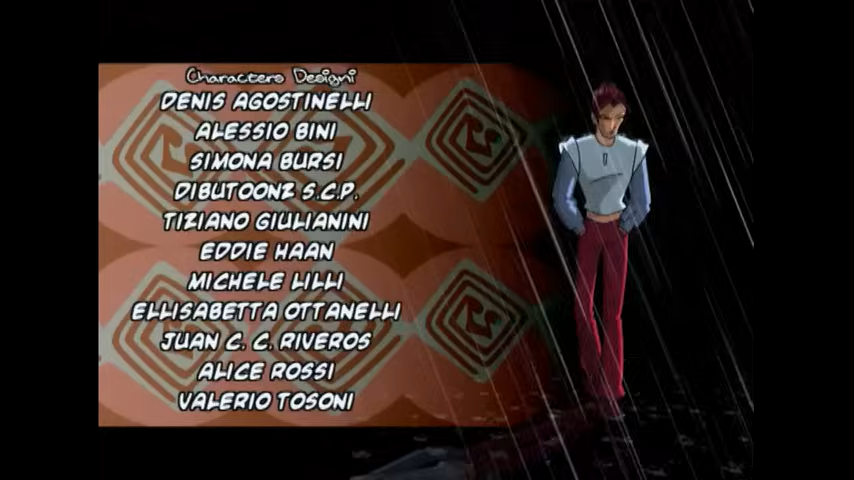 Characters Designi
DENIS AGOSTINELLI
ALESSIO BINI
SIMONA BURSI
DIBUTOONZ S.C.P.
TIZIANO GIULIANINI
EDDIE HAAN
MICHELE LILLI
ELLISABETTA OTTANELLI
JUAN C. C. RIVEROS
ALICE ROSSI
VALERIO TOSONI